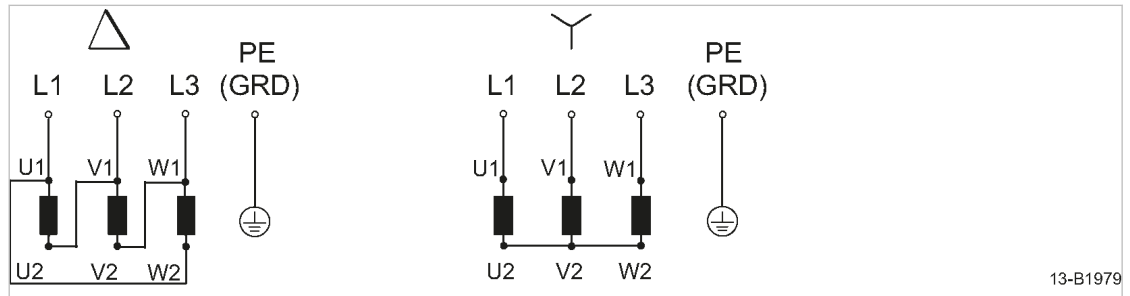 PE
L1 L2 L3 (GRD)
U1 V1 W1
U2 V2 W2
PE
L1 L2 L3 (GRD)
U1 V1 W1
U2 V2 W2
13-B1979